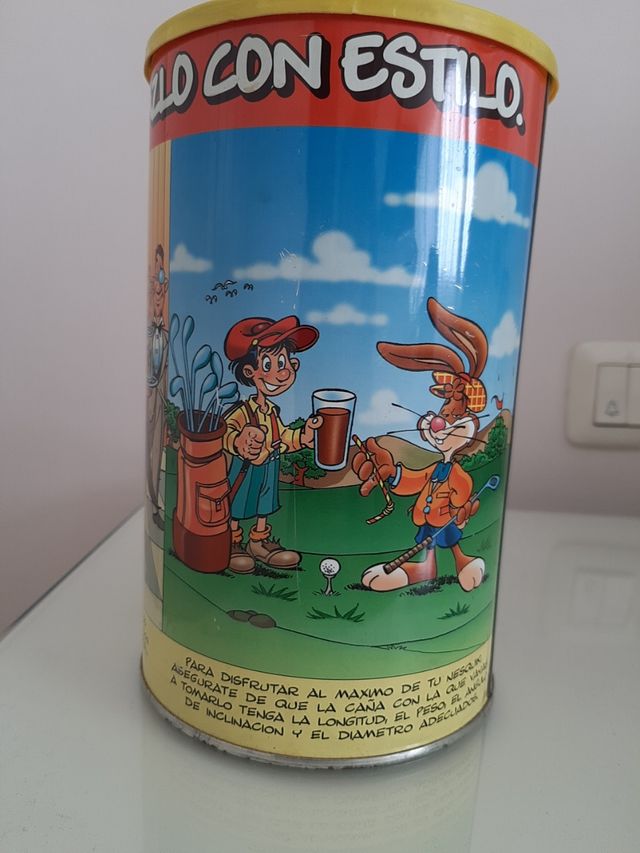 ZLO CON ESTILO.
PARA DISFRUTAR AL MAXIMO DE TU NESQUIK
ASEGURATE DE QUE LA CAÑA CON LA QUE VAYAS
A TOMARLO TENGA LA LONGITUD, EL PESO, EL ANGULO
DE INCLINACION Y EL DIAMETRO ADECUADOS.